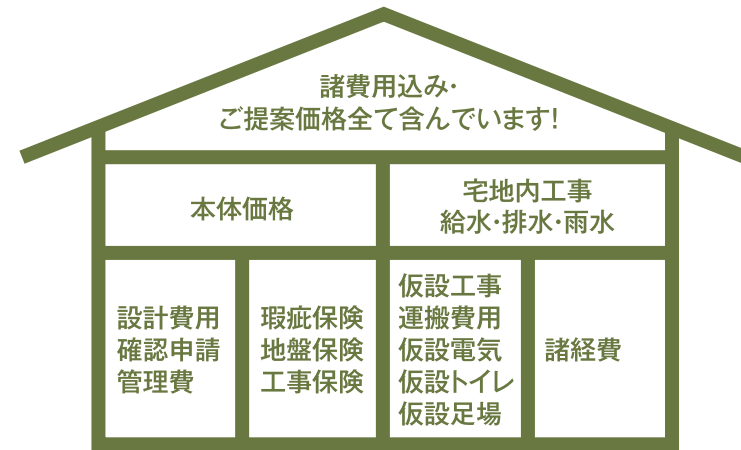 諸費用込み・
ご提案価格全て含んでいます!
本体価格
宅地内工事
給水・排水・雨水
設計費用
確認申請
管理費
瑕疵保険
地盤保険
工事保険
仮設工事
運搬費用
仮設電気
仮設トイレ
仮設足場
諸経費